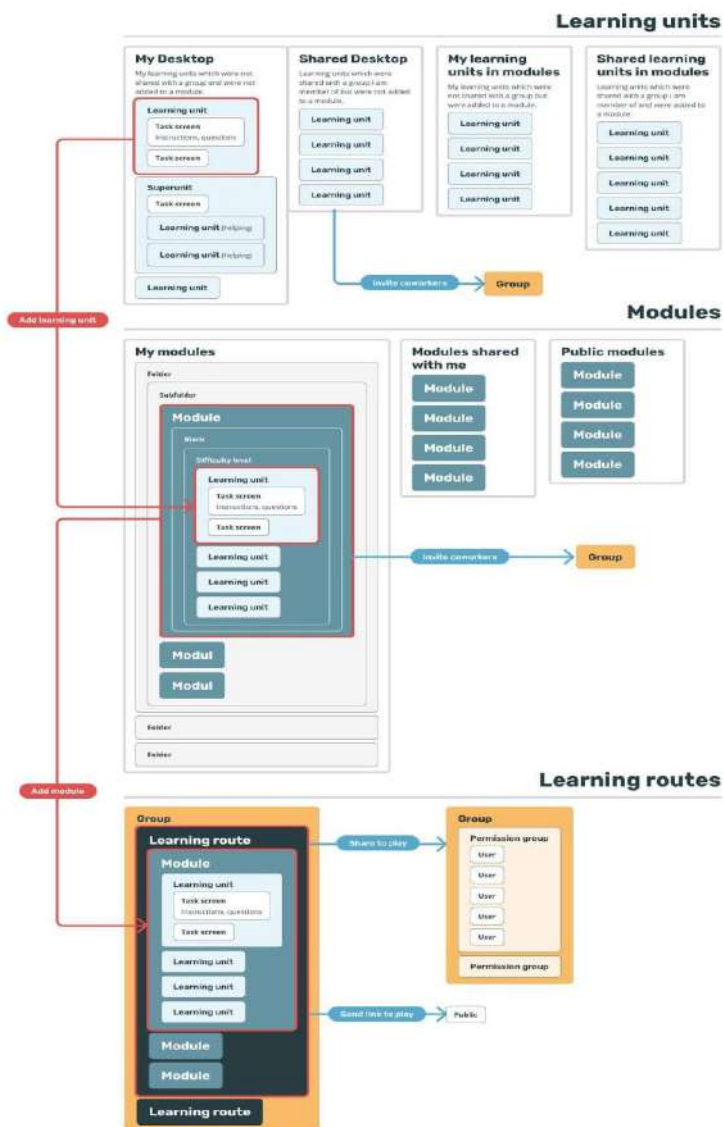 Learning units
My Desktop
My learning units which were not
shared with a group and were not
added to a module.
Learning unit
Task screen
Instructions, questions
Task screen
Superunit
Task screen
Learning unit (helping)
Learning unit (helping)
Learning unit
Shared Desktop
Learning units which were
shared with a group I am
member of but were not added
to a module.
Learning unit
Learning unit
Learning unit
Learning unit
My learning
units in modules
My learning units which were
not shared with a group but
were added to a module.
Learning unit
Learning unit
Learning unit
Learning unit
Shared learning
units in modules
Learning units which were
shared with a group I am
member of and were added to
a module.
Learning unit
Learning unit
Learning unit
Learning unit
Learning unit
Invite coworkers
Group
Add learning unit
Modules
My modules
Folder
Subfolder
Module
Difficulty level
Learning unit
Task screen
Instructions, questions
Task screen
Learning unit
Learning unit
Learning unit
Modul
Modul
Folder
Folder
Modules shared
with me
Module
Module
Module
Module
Public modules
Module
Module
Module
Module
Invite coworkers
Group
Add module
Learning routes
Group
Learning route
Module
Learning unit
Task screen
Instructions, questions
Task screen
Learning unit
Learning unit
Learning unit
Module
Module
Learning route
Share to play
Group
Permission group
User
User
User
User
User
Permission group
Send link to play
Public